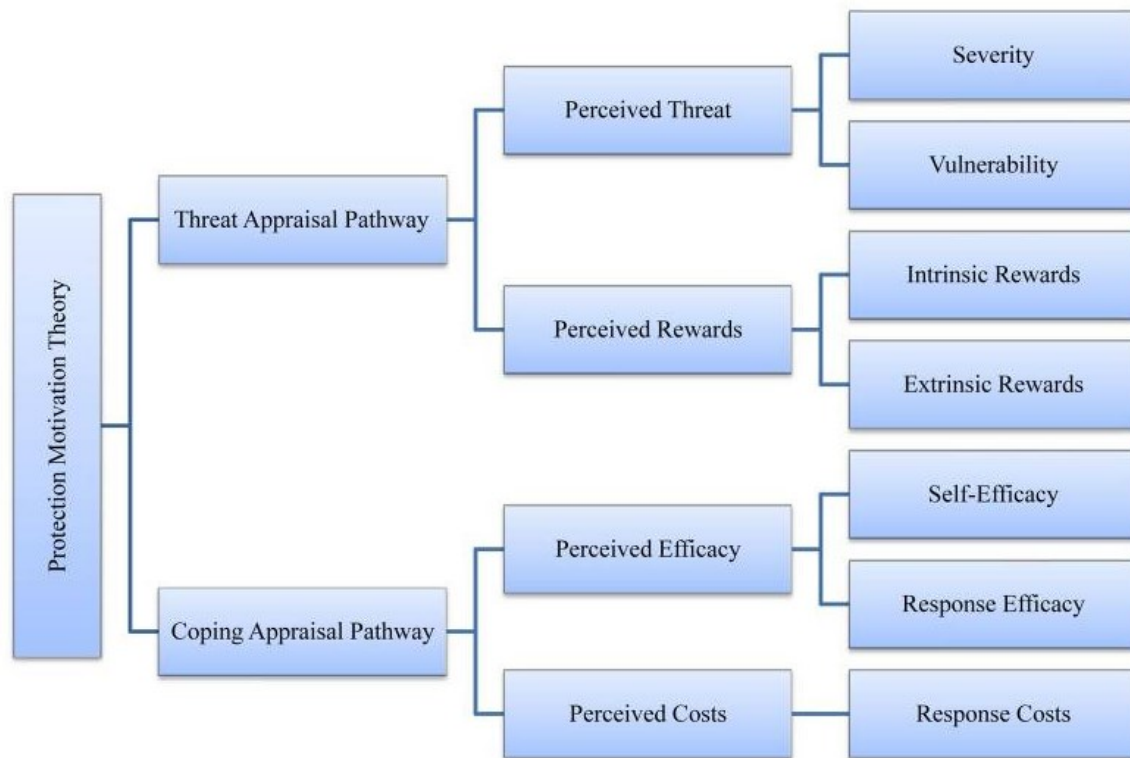 Protection Motivation Theory
Threat Appraisal Pathway
Coping Appraisal Pathway
Perceived Threat
Perceived Rewards
Perceived Efficacy
Perceived Costs
Severity
Vulnerability
Intrinsic Rewards
Extrinsic Rewards
Self-Efficacy
Response Efficacy
Response Costs